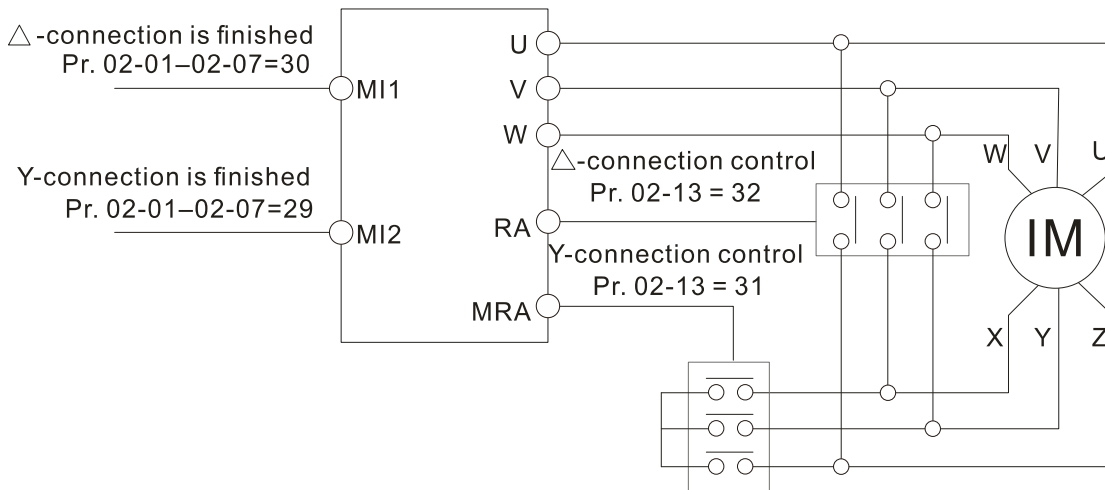 △-connection is finished
Pr. 02-01–02-07=30
MI1
Y-connection is finished
Pr. 02-01–02-07=29
MI2
U
V
W
△-connection control
Pr. 02-13 = 32
RA
Y-connection control
Pr. 02-13 = 31
MRA
W V U
IM
X Y Z